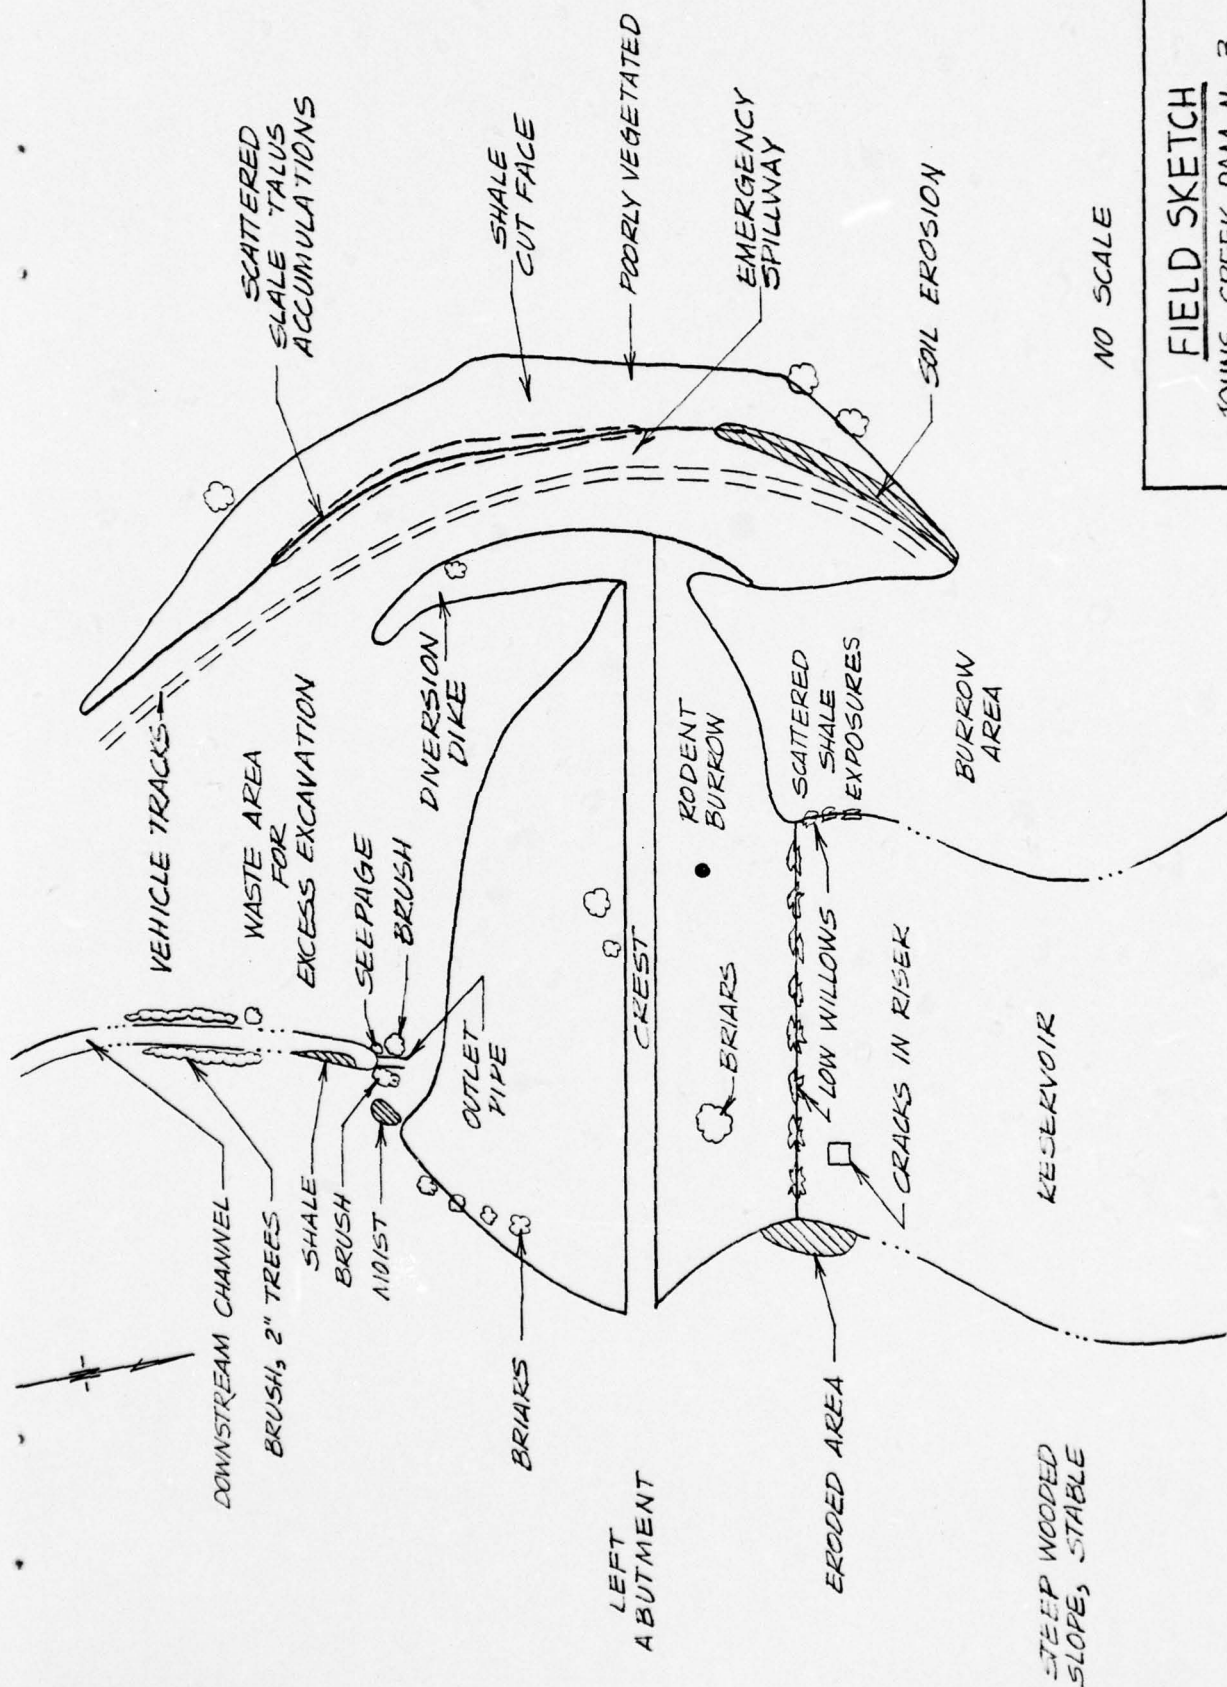 SCATTERED
SLALE TALUS
ACCUMULATIONS
SHALE
CUT FACE
POORLY VEGETATED
EMERGENCY
SPILLWAY
SOIL EROSION
VEHICLE TRACKS
WASTE AREA
FOR
EXCESS EXCAVATION
SEEPAGE
BRUSH
DIVERSION
DIKE
OUTLET
PIPE
DOWNSTREAM CHANNEL
BRUSH, 2" TREES
SHALE
BRUSH
MOIST
BRIARS
LEFT
ABUTMENT
CREST
RODENT
BURROW
BRIARS
SCATTERED
SHALE
EXPOSURES
LOW WILLOWS
CRACKS IN RISER
ERODED AREA
BURROW
AREA
RESERVOIR
STEEP WOODED
SLOPE, STABLE
NO SCALE
FIELD SKETCH
CREEK DAM